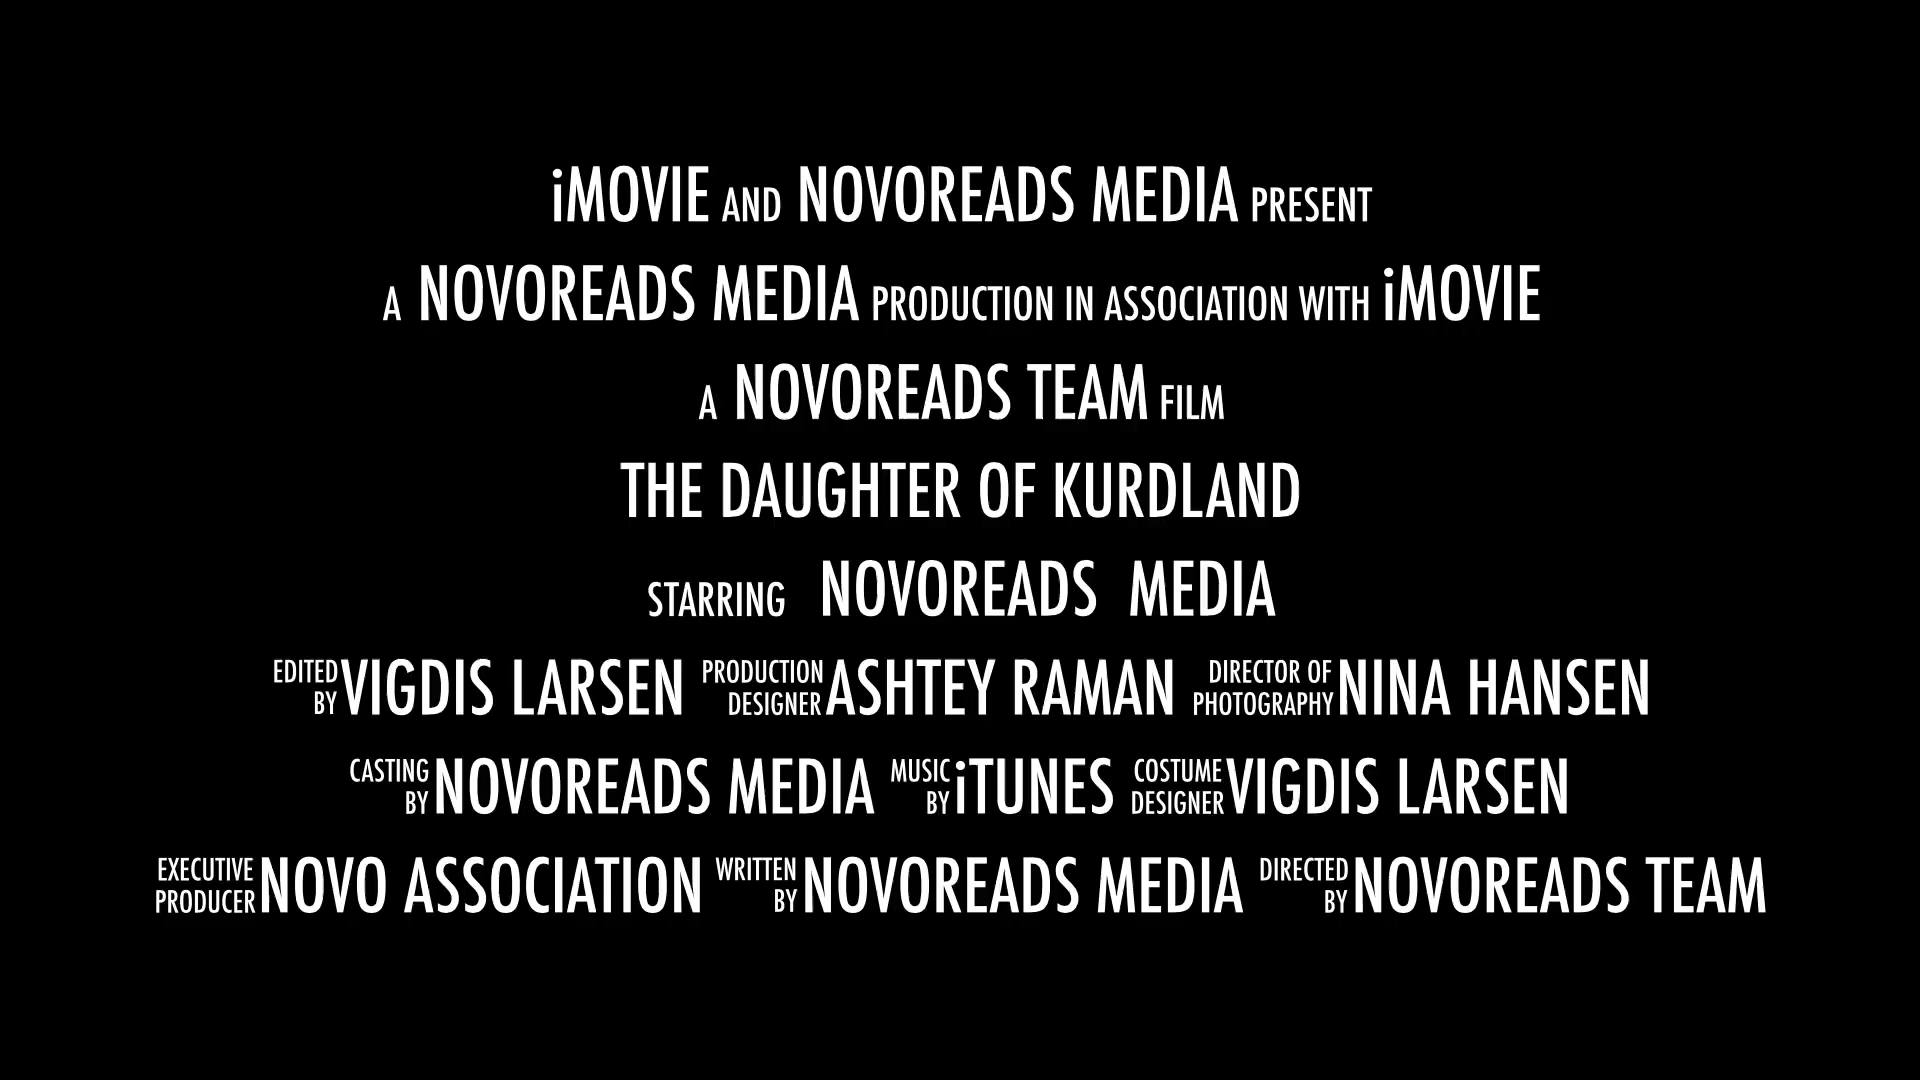 iMOVIE AND NOVOREADS MEDIA PRESENT
A NOVOREADS MEDIA PRODUCTION IN ASSOCIATION WITH iMOVIE
A NOVOREADS TEAM FILM
THE DAUGHTER OF KURDLAND
STARRING NOVOREADS MEDIA
EDITED BY VIGDIS LARSEN PRODUCTION DESIGNER ASHTEY RAMAN DIRECTOR OF PHOTOGRAPHY NINA HANSEN
CASTING BY NOVOREADS MEDIA MUSIC BY iTUNES COSTUME DESIGNER VIGDIS LARSEN
EXECUTIVE PRODUCER NOVO ASSOCIATION WRITTEN BY NOVOREADS MEDIA DIRECTED BY NOVOREADS TEAM